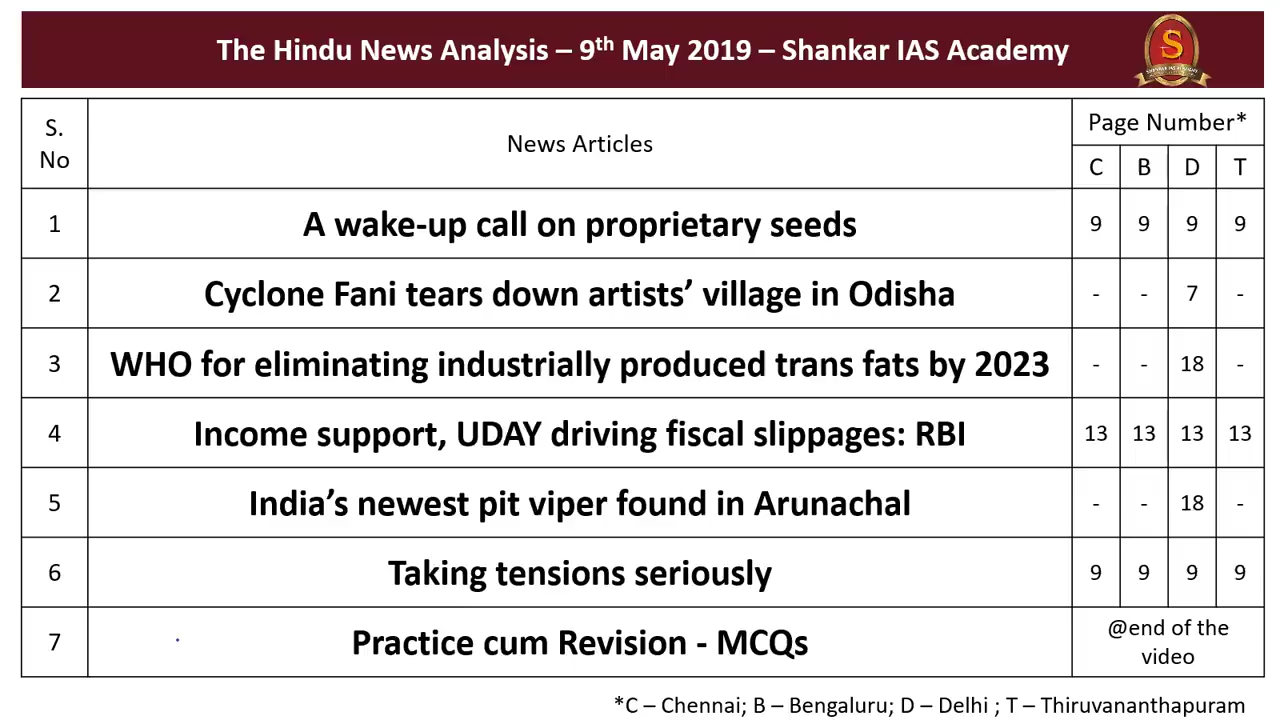 The Hindu News Analysis – 9th May 2019 – Shankar IAS Academy
S
S. No
News Articles
Page Number*
C B D T
1 A wake-up call on proprietary seeds 9 9 9 9
2 Cyclone Fani tears down artists’ village in Odisha - - 7 -
3 WHO for eliminating industrially produced trans fats by 2023 - - 18 -
4 Income support, UDAY driving fiscal slippages: RBI 13 13 13 13
5 India’s newest pit viper found in Arunachal - - 18 -
6 Taking tensions seriously 9 9 9 9
7 Practice cum Revision - MCQs @end of the video
*C – Chennai; B – Bengaluru; D – Delhi ; T – Thiruvananthapuram